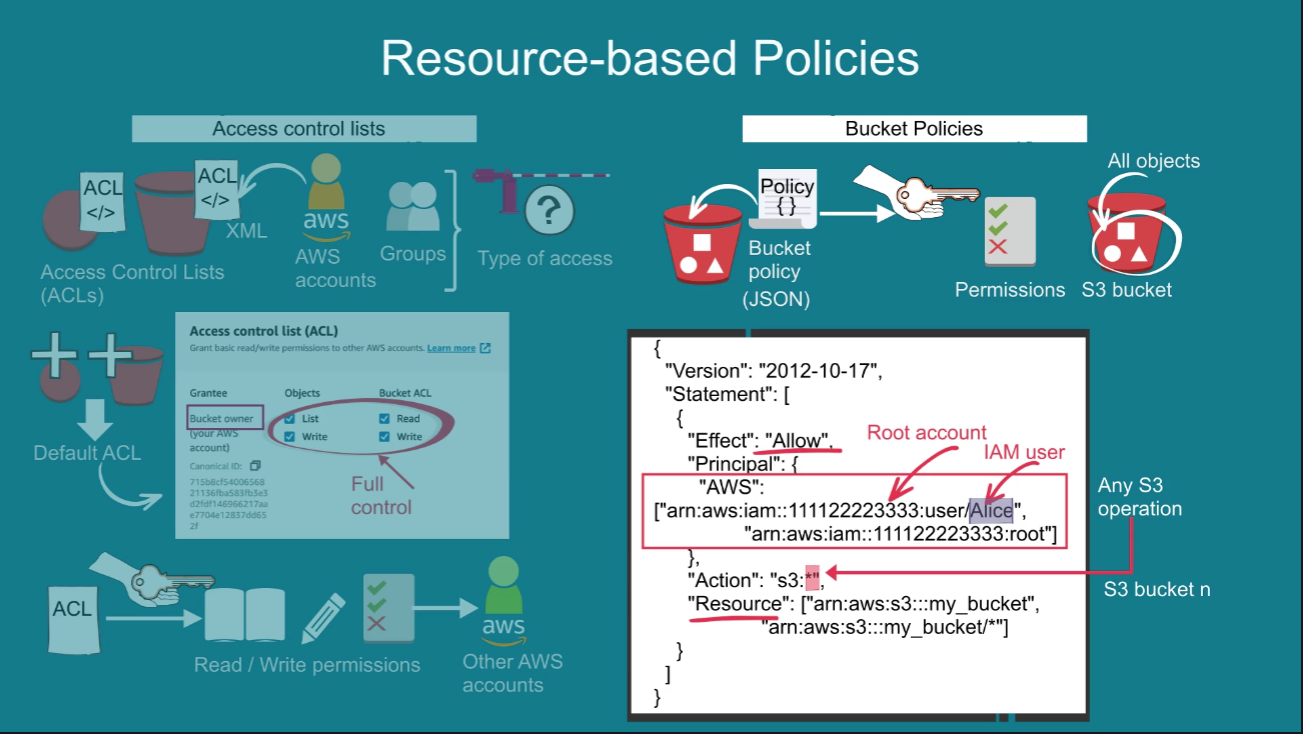 Resource-based Policies
Access control lists
ACL
</>
ACL
</>
XML
aws
AWS
accounts
Groups
Type of access
Access Control Lists
(ACLs)
Default ACL
Access control list (ACL)
Grant basic read/write permissions to other AWS accounts. Learn more
Grantee
Objects
Bucket ACL
Bucket owner
(your AWS
account)
List
Read
Write
Write
Canonical ID:
715b8cf54006568
21136fba583fb3e3
d2fdf146966217aa
e7704e12837dd65
2f
Full
control
ACL
Read / Write permissions
aws
Other AWS
accounts
Bucket Policies
Policy
{ }
Bucket
policy
(JSON)
Permissions
All objects
S3 bucket
{
"Version": "2012-10-17",
"Statement": [
{
"Effect": "Allow",
"Principal": {
"AWS":
["arn:aws:iam::111122223333:user/Alice",
"arn:aws:iam::111122223333:root"]
},
"Action": "s3:*",
"Resource": ["arn:aws:s3:::my_bucket",
"arn:aws:s3:::my_bucket/*"]
}
]
}
Root account
IAM user
Any S3
operation
S3 bucket n